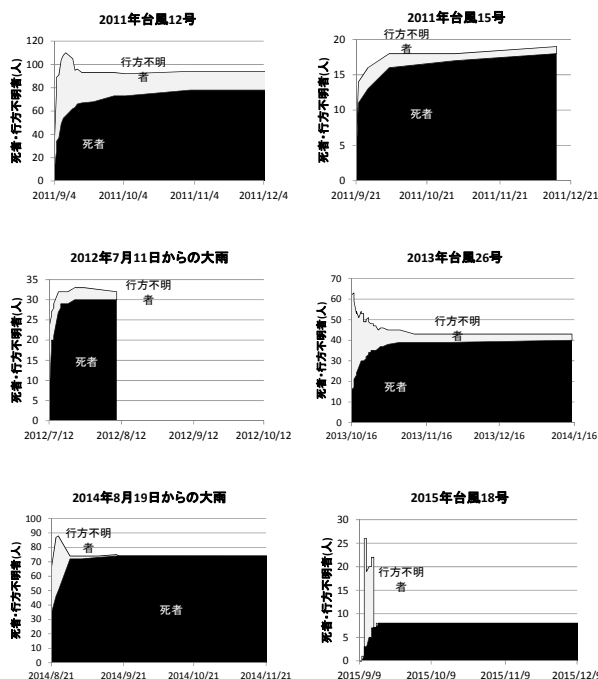 2011年台風12号
死者・行方不明者(人)
120
100
80
60
40
20
0
行方不明
者
死者
2011/9/4 2011/10/4 2011/11/4 2011/12/4
2011年台風15号
死者・行方不明者(人)
20
15
10
5
0
行方不明
者
死者
2011/9/21 2011/10/21 2011/11/21 2011/12/21
2012年7月11日からの大雨
死者・行方不明者(人)
35
30
25
20
15
10
5
0
行方不明
者
死者
2012/7/12 2012/8/12 2012/9/12 2012/10/12
2013年台風26号
死者・行方不明者(人)
70
60
50
40
30
20
10
0
行方不明
者
死者
2013/10/16 2013/11/16 2013/12/16 2014/1/16
2014年8月19日からの大雨
死者・行方不明者(人)
100
90
80
70
60
50
40
30
20
10
0
行方不明
者
死者
2014/8/21 2014/9/21 2014/10/21 2014/11/21
2015年台風18号
死者・行方不明者(人)
30
25
20
15
10
5
0
行方不明
者
2015/9/9 2015/10/9 2015/11/9 2015/12/9